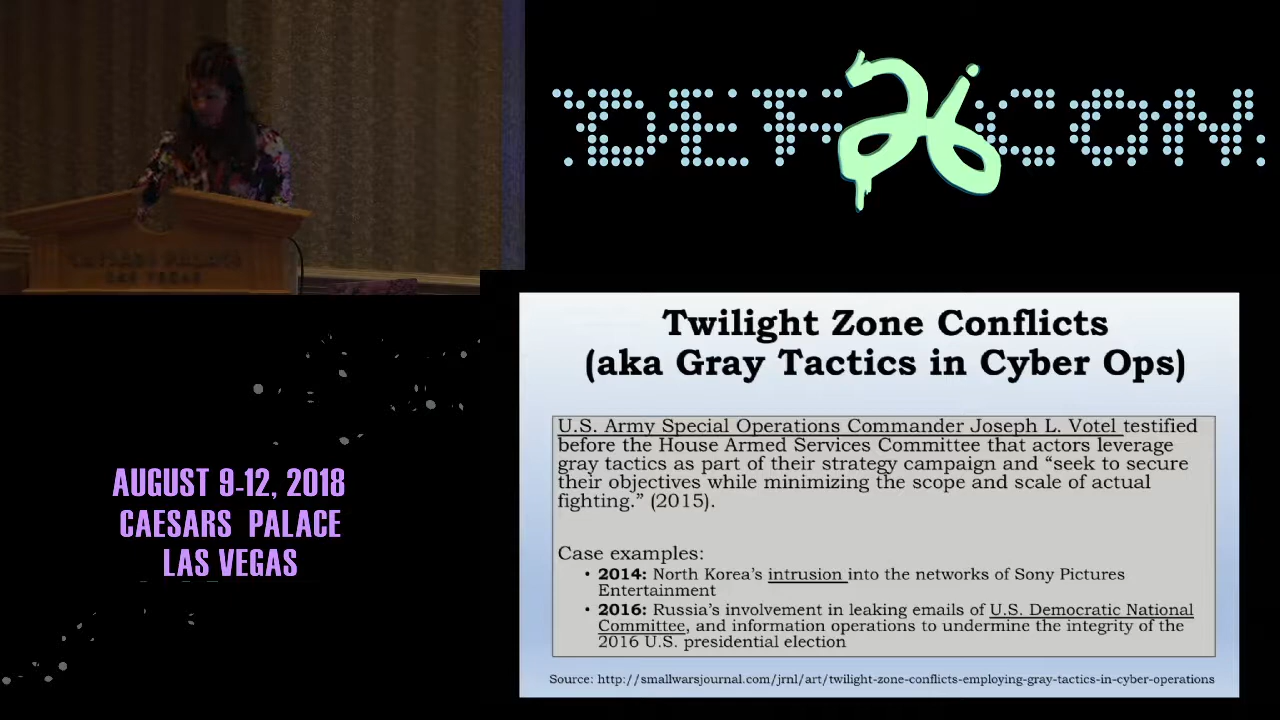 DEF 26 CON
CAESARS PALACE
LAS VEGAS
Twilight Zone Conflicts
(aka Gray Tactics in Cyber Ops)
U.S. Army Special Operations Commander Joseph L. Votel testified
before the House Armed Services Committee that actors leverage
gray tactics as part of their strategy campaign and “seek to secure
their objectives while minimizing the scope and scale of actual
fighting.” (2015).
Case examples:
• 2014: North Korea’s intrusion into the networks of Sony Pictures
Entertainment
• 2016: Russia’s involvement in leaking emails of U.S. Democratic National
Committee, and information operations to undermine the integrity of the
2016 U.S. presidential election
Source: http://smallwarsjournal.com/jrnl/art/twilight-zone-conflicts-employing-gray-tactics-in-cyber-operations
AUGUST 9-12, 2018
CAESARS PALACE
LAS VEGAS